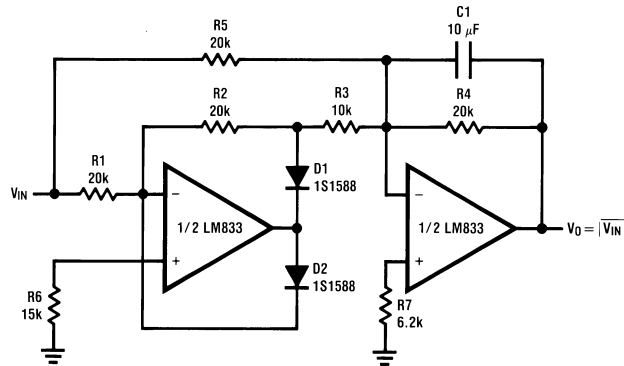 C1
10 µF
R5
20k
R2
20k
R3
10k
R4
20k
R1
20k
D1
1S1588
VIN
−
1/2 LM833
+
−
1/2 LM833
+
VO = |VIN|
D2
1S1588
R6
15k
R7
6.2k